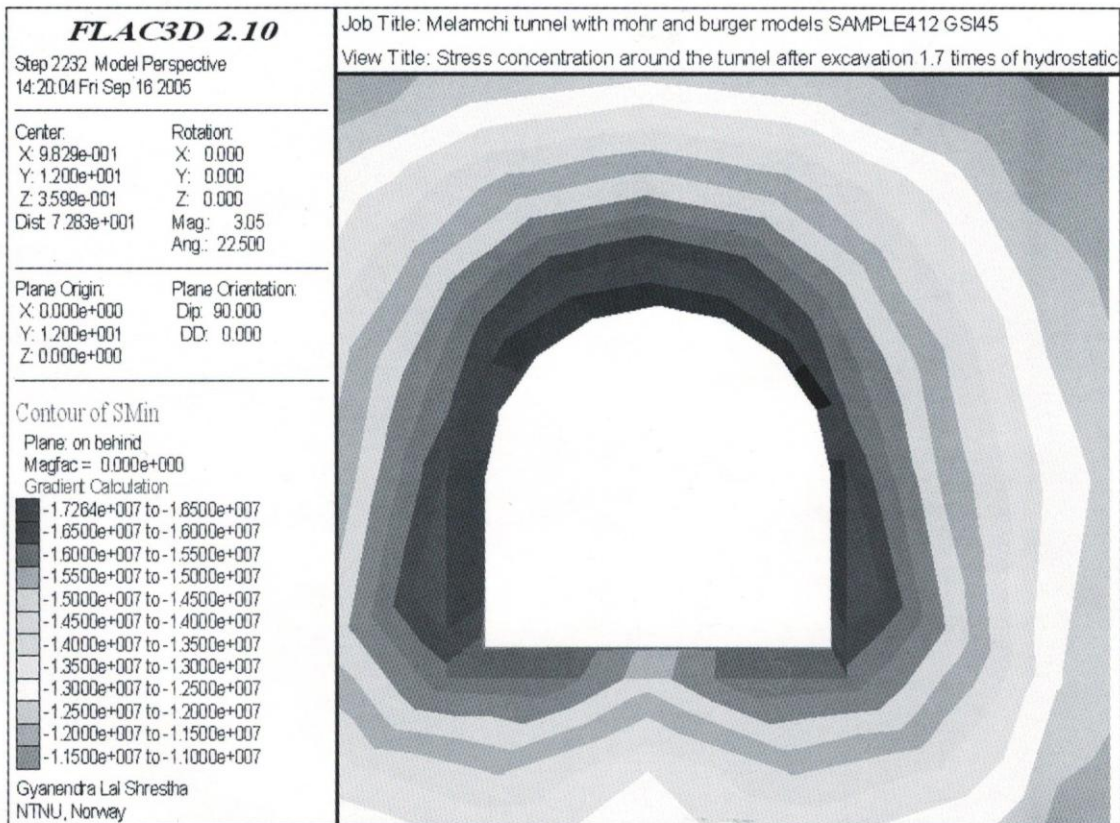 FLAC3D 2.10
Step 2232 Model Perspective
14:20:04 Fri Sep 16 2005
Center: Rotation:
X: 9.829e-001 X: 0.000
Y: 1.200e+001 Y: 0.000
Z: 3.599e-001 Z: 0.000
Dist: 7.283e+001 Mag.: 3.05
Ang.: 22.500
Plane Origin: Plane Orientation:
X: 0.000e+000 Dip: 90.000
Y: 1.200e+001 DD: 0.000
Z: 0.000e+000
Contour of SMin
Plane: on behind
Magfac = 0.000e+000
Gradient Calculation
-1.7264e+007 to -1.6500e+007
-1.6500e+007 to -1.6000e+007
-1.6000e+007 to -1.5500e+007
-1.5500e+007 to -1.5000e+007
-1.5000e+007 to -1.4500e+007
-1.4500e+007 to -1.4000e+007
-1.4000e+007 to -1.3500e+007
-1.3500e+007 to -1.3000e+007
-1.3000e+007 to -1.2500e+007
-1.2500e+007 to -1.2000e+007
-1.2000e+007 to -1.1500e+007
-1.1500e+007 to -1.1000e+007
Gyanendra Lal Shrestha
NTNU, Norway
Job Title: Melamchi tunnel with mohr and burger models SAMPLE412 GSI45
View Title: Stress concentration around the tunnel after excavation 1.7 times of hydrostatic